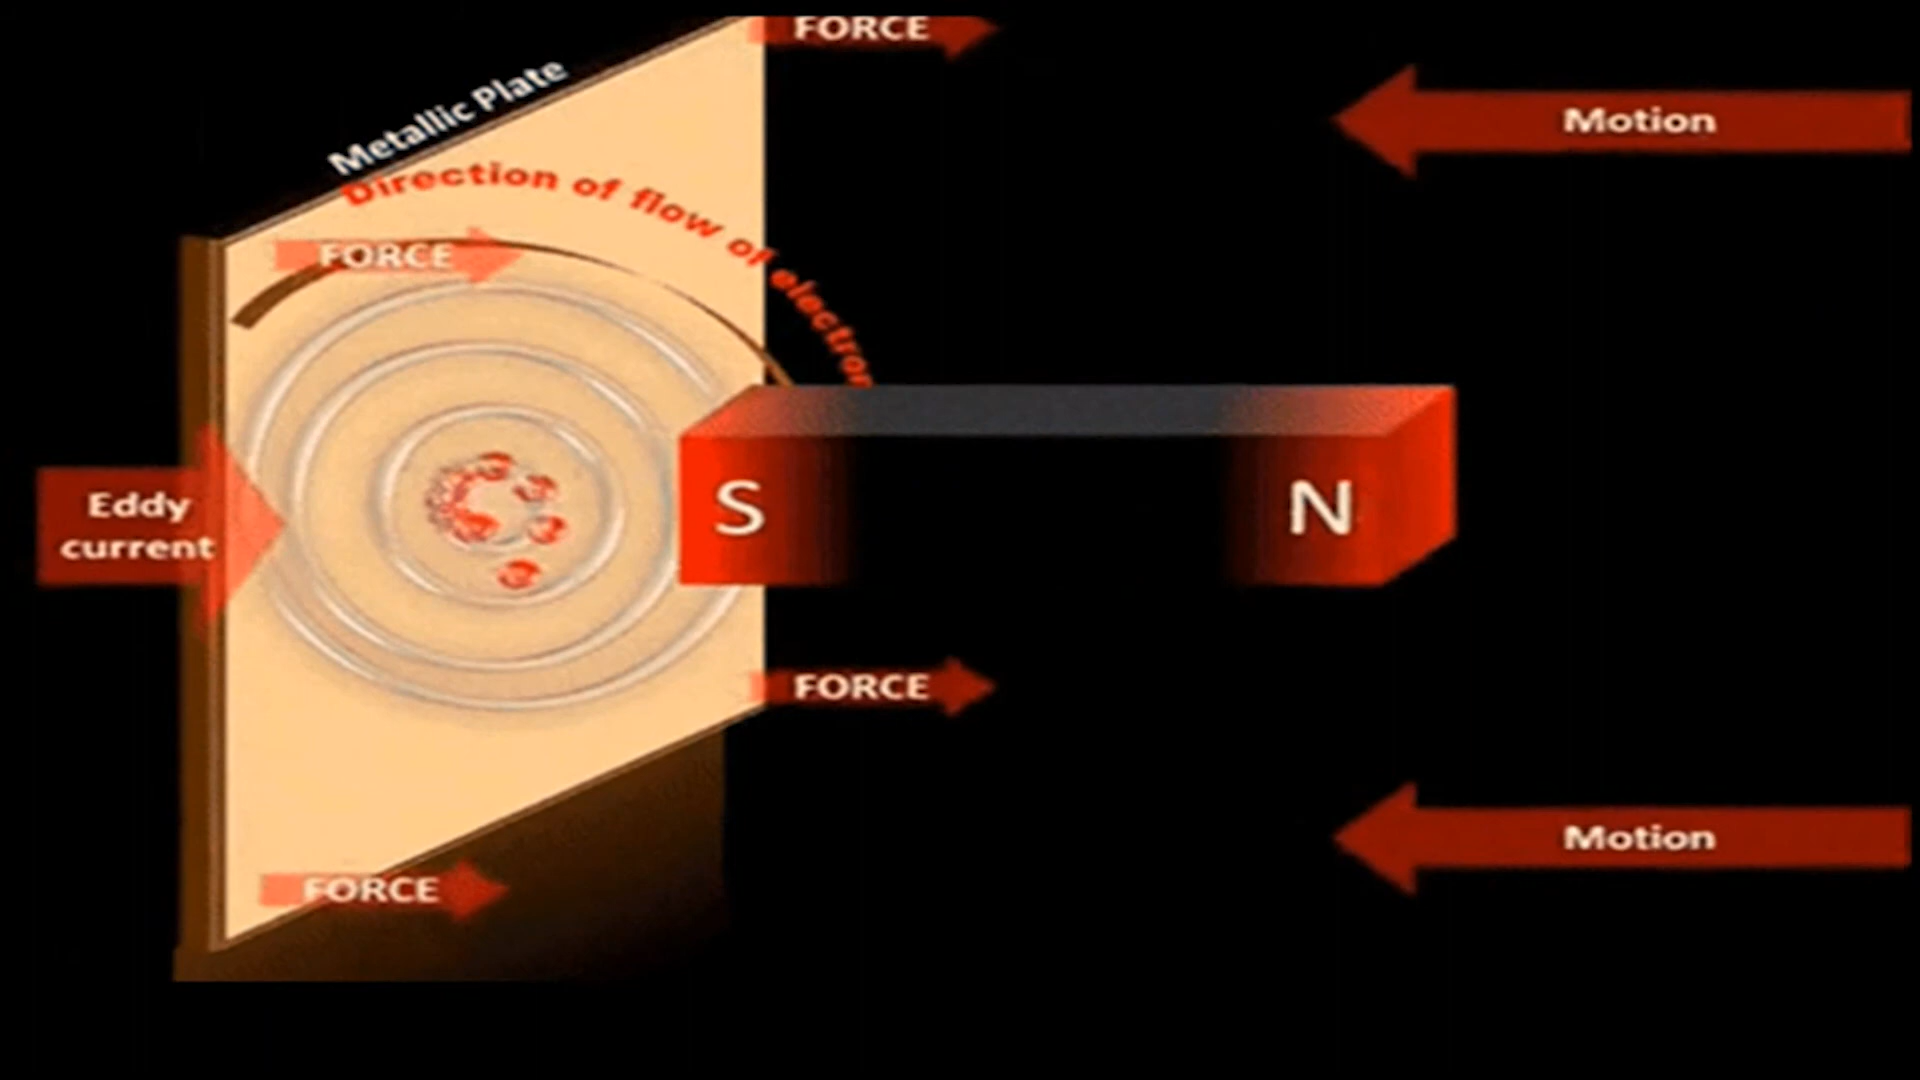 FORCE
Metallic Plate
Motion
Direction of flow of electron
FORCE
Eddy
current
S
N
FORCE
Motion
FORCE